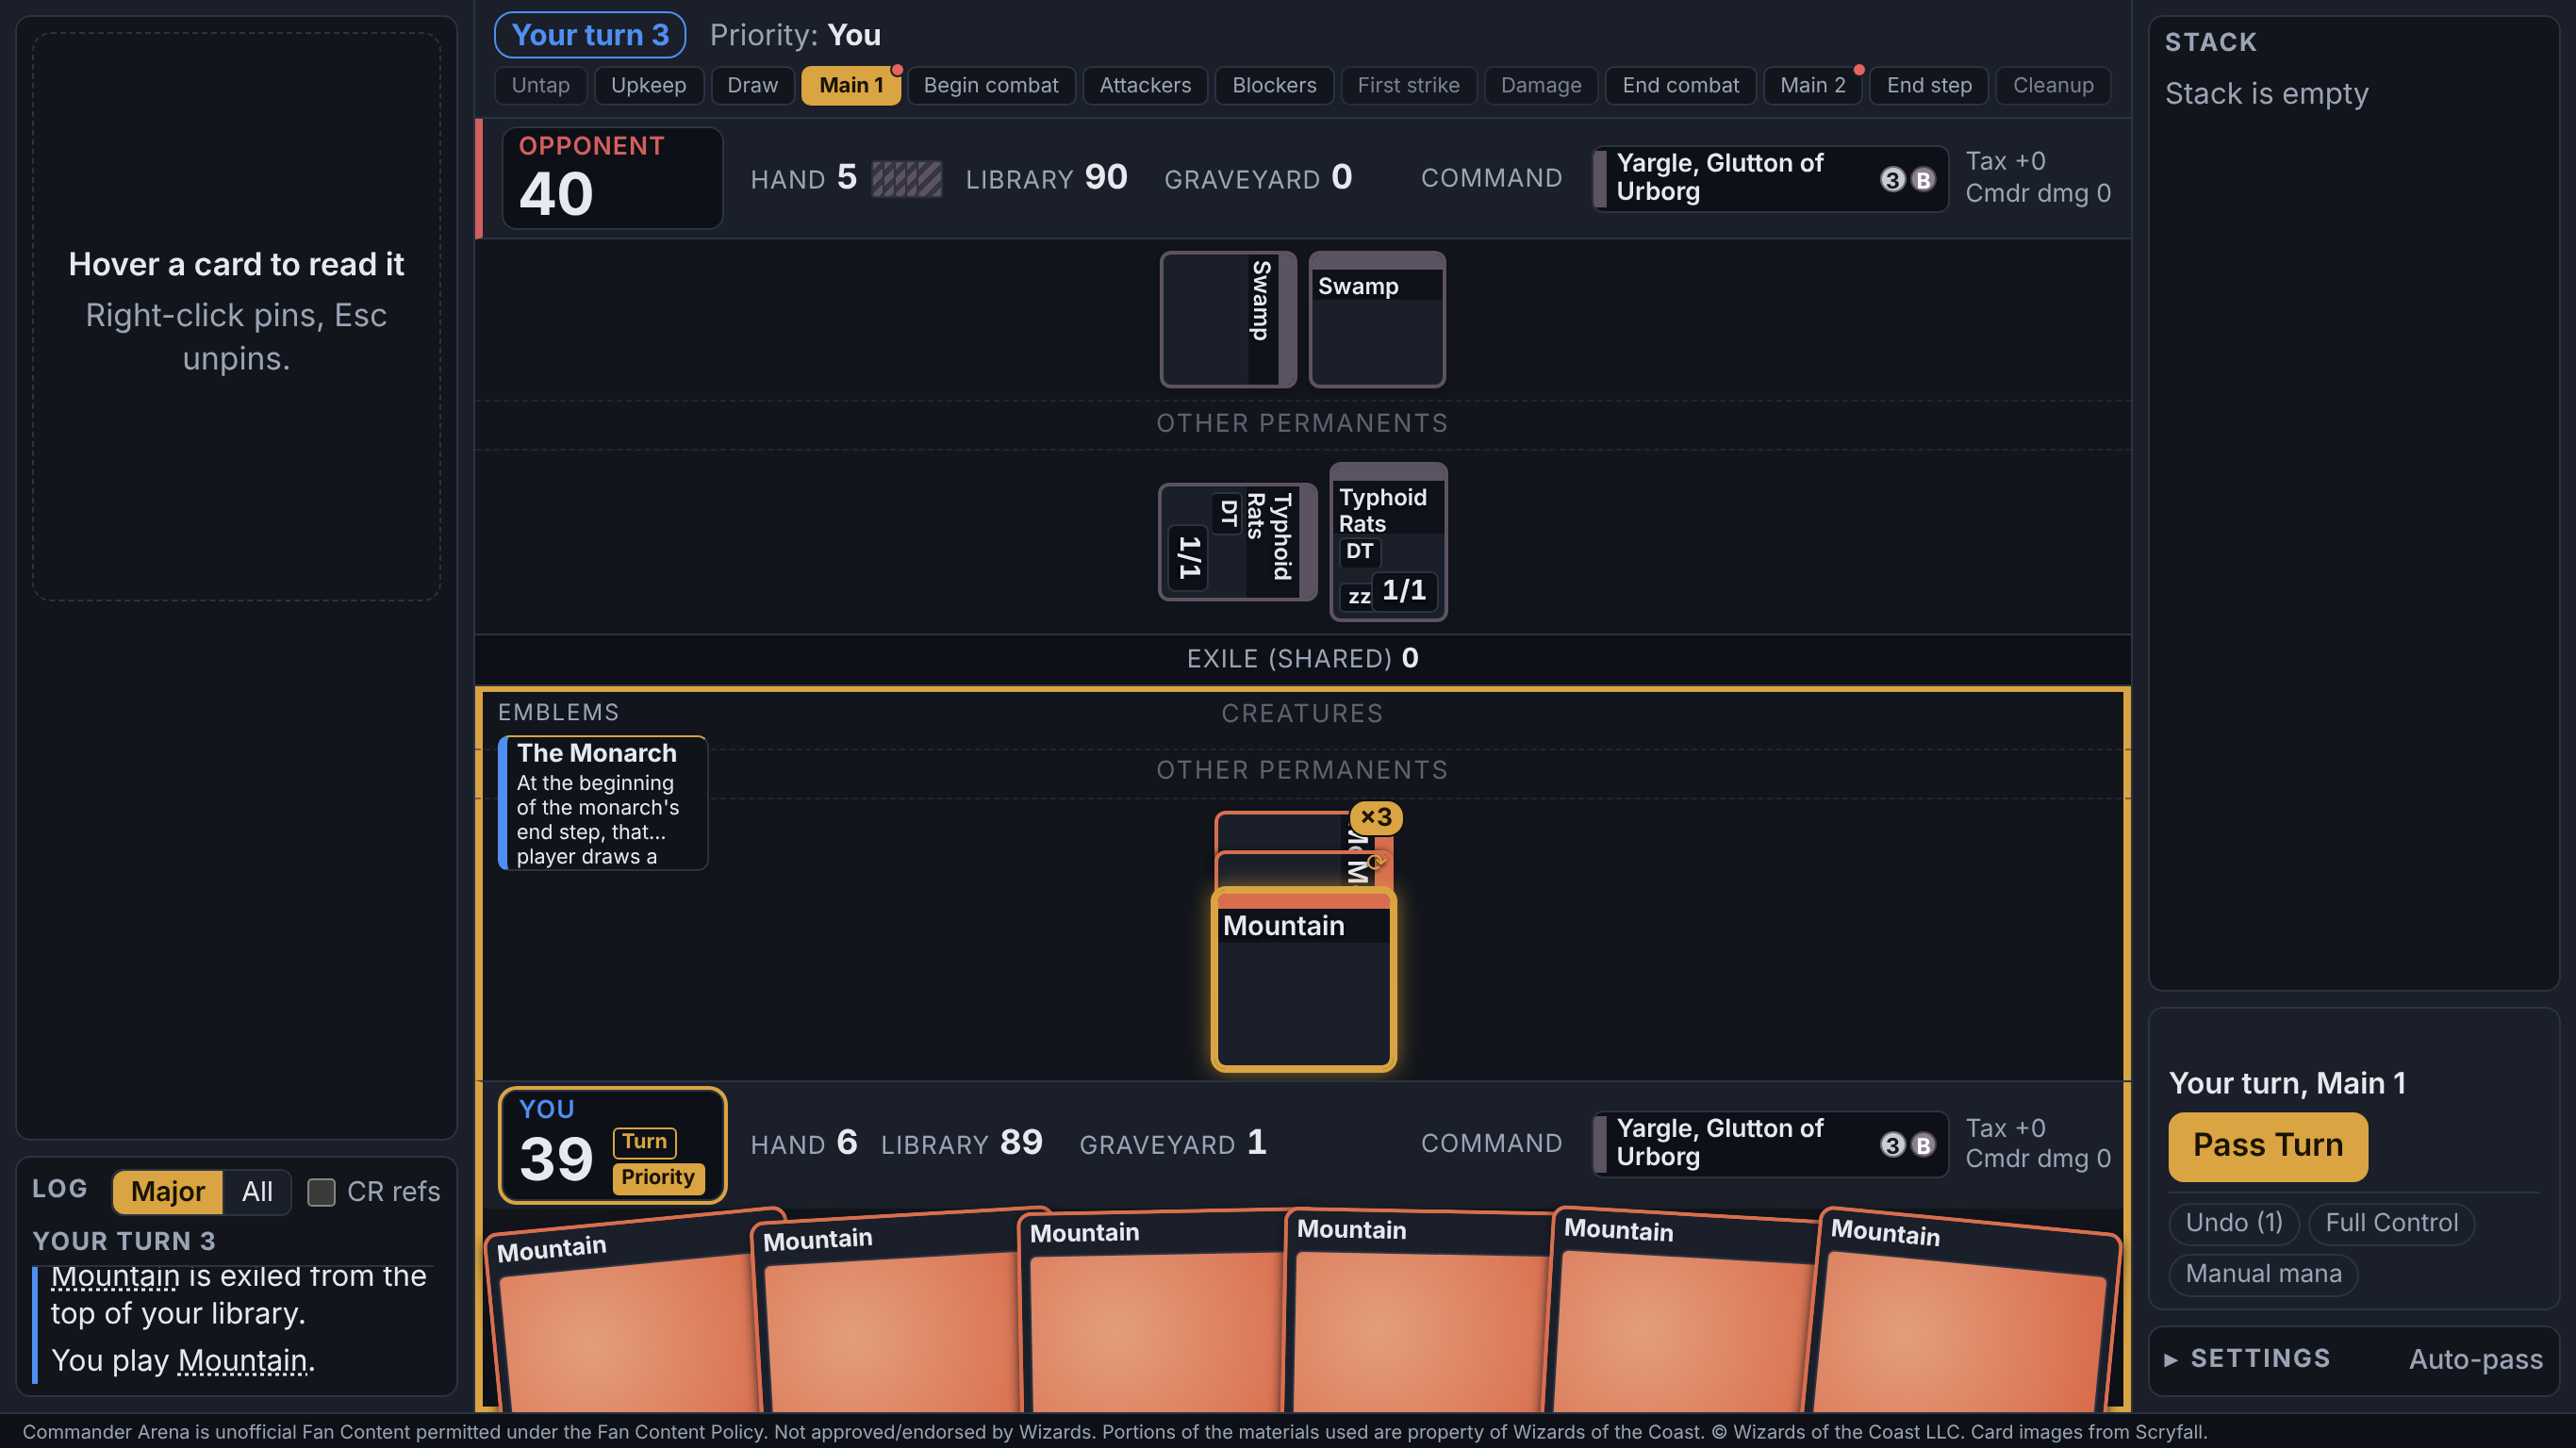 Your turn 3 Priority: You
Untap Upkeep Draw Main 1 Begin combat Attackers Blockers First strike Damage End combat Main 2 End step Cleanup
Hover a card to read it
Right-click pins, Esc
unpins.
LOG Major All CR refs
YOUR TURN 3
Mountain is exiled from the
top of your library.
You play Mountain.
OPPONENT
40
HAND 5 LIBRARY 90 GRAVEYARD 0 COMMAND
Yargle, Glutton of
Urborg
3 B
Tax +0
Cmdr dmg 0
Swamp
Swamp
OTHER PERMANENTS
Typhoid
Rats
DT
1/1
Typhoid
Rats
DT
zz 1/1
EXILE (SHARED) 0
EMBLEMS
The Monarch
At the beginning
of the monarch's
end step, that...
player draws a
CREATURES
OTHER PERMANENTS
×3
Mo
M
Mountain
YOU
39
Turn
Priority
HAND 6 LIBRARY 89 GRAVEYARD 1 COMMAND
Yargle, Glutton of
Urborg
3 B
Tax +0
Cmdr dmg 0
Mountain
Mountain
Mountain
Mountain
Mountain
Mountain
STACK
Stack is empty
Your turn, Main 1
Pass Turn
Undo (1) Full Control
Manual mana
▸ SETTINGS Auto-pass
Commander Arena is unofficial Fan Content permitted under the Fan Content Policy. Not approved/endorsed by Wizards. Portions of the materials used are property of Wizards of the Coast. © Wizards of the Coast LLC. Card images from Scryfall.